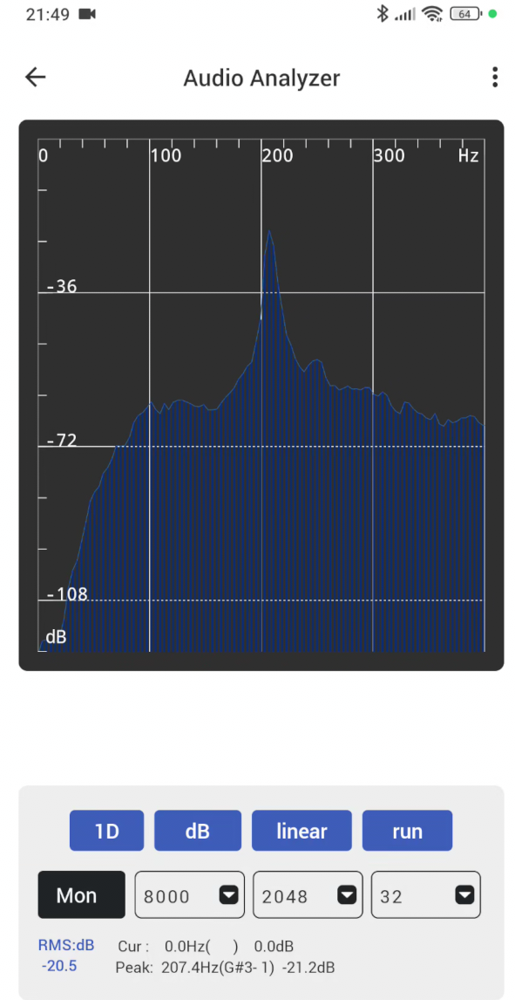 21:49 64
Audio Analyzer
0 100 200 300 Hz
-36
-72
-108
dB
1D dB linear run
Mon 8000 2048 32
RMS:dB Cur : 0.0Hz( ) 0.0dB
-20.5 Peak: 207.4Hz(G#3- 1) -21.2dB